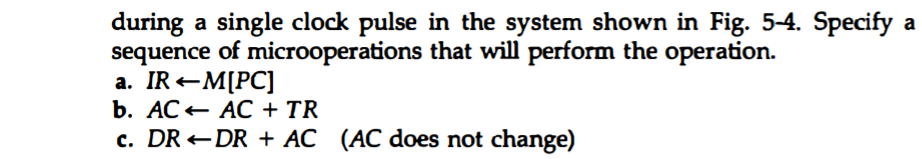 during a single clock pulse in the system shown in Fig. 5-4. Specify a
sequence of microoperations that will perform the operation.
a. IR ←M[PC]
b. AC← AC + TR
c. DR ←DR + AC (AC does not change)